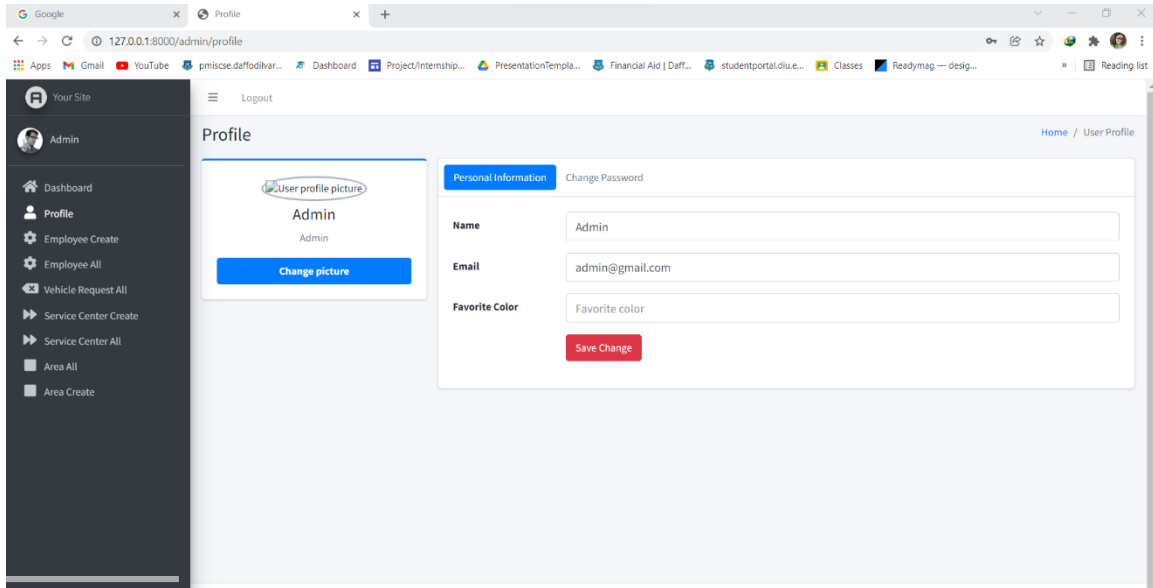 Google
Profile
127.0.0.1:8000/admin/profile
Apps Gmail YouTube pmiscse.daffodilvar... Dashboard Project/Internship... PresentationTempla... Financial Aid | Daff... studentportal.diu.e... Classes Readymag — desig... » Reading list
Your Site
Logout
Admin
Profile
Home / User Profile
Dashboard
Profile
Employee Create
Employee All
Vehicle Request All
Service Center Create
Service Center All
Area All
Area Create
User profile picture
Admin
Admin
Change picture
Personal Information Change Password
Name Admin
Email admin@gmail.com
Favorite Color Favorite color
Save Change